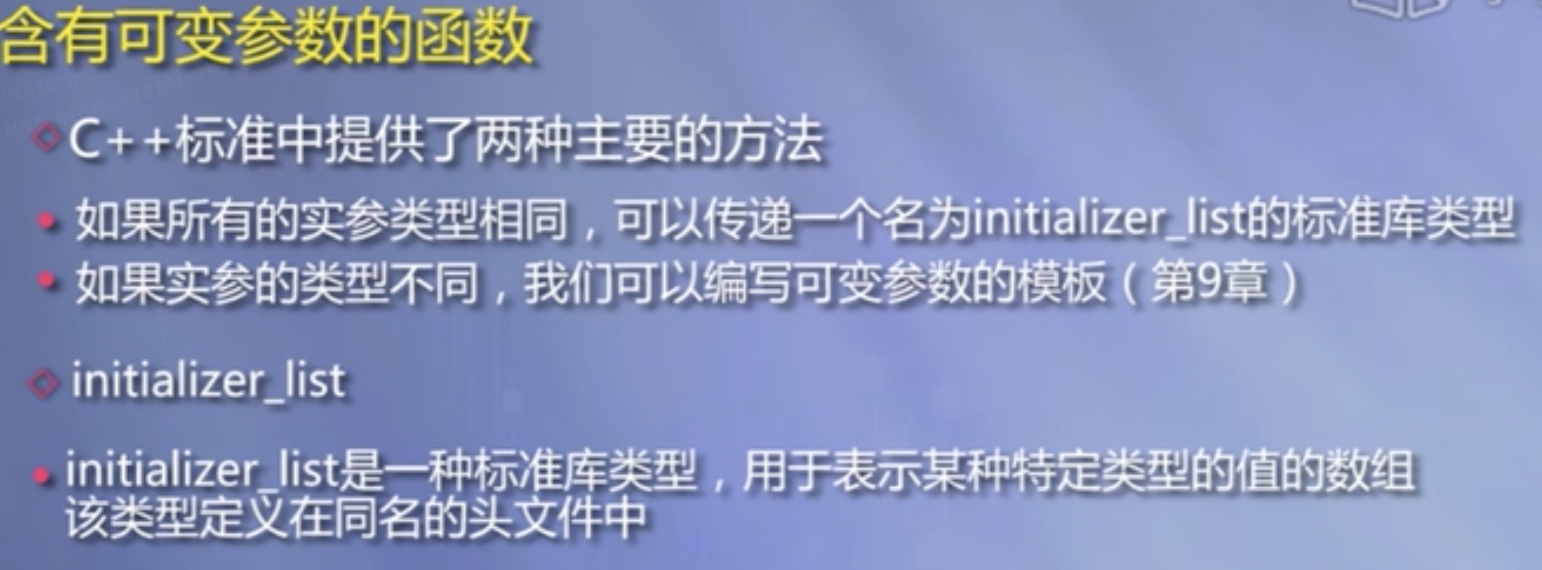 含有可变参数的函数
C++标准中提供了两种主要的方法
如果所有的实参类型相同，可以传递一个名为initializer_list的标准库类型
如果实参的类型不同，我们可以编写可变参数的模板（第9章）
initializer_list
initializer_list是一种标准库类型，用于表示某种特定类型的值的数组
该类型定义在同名的头文件中